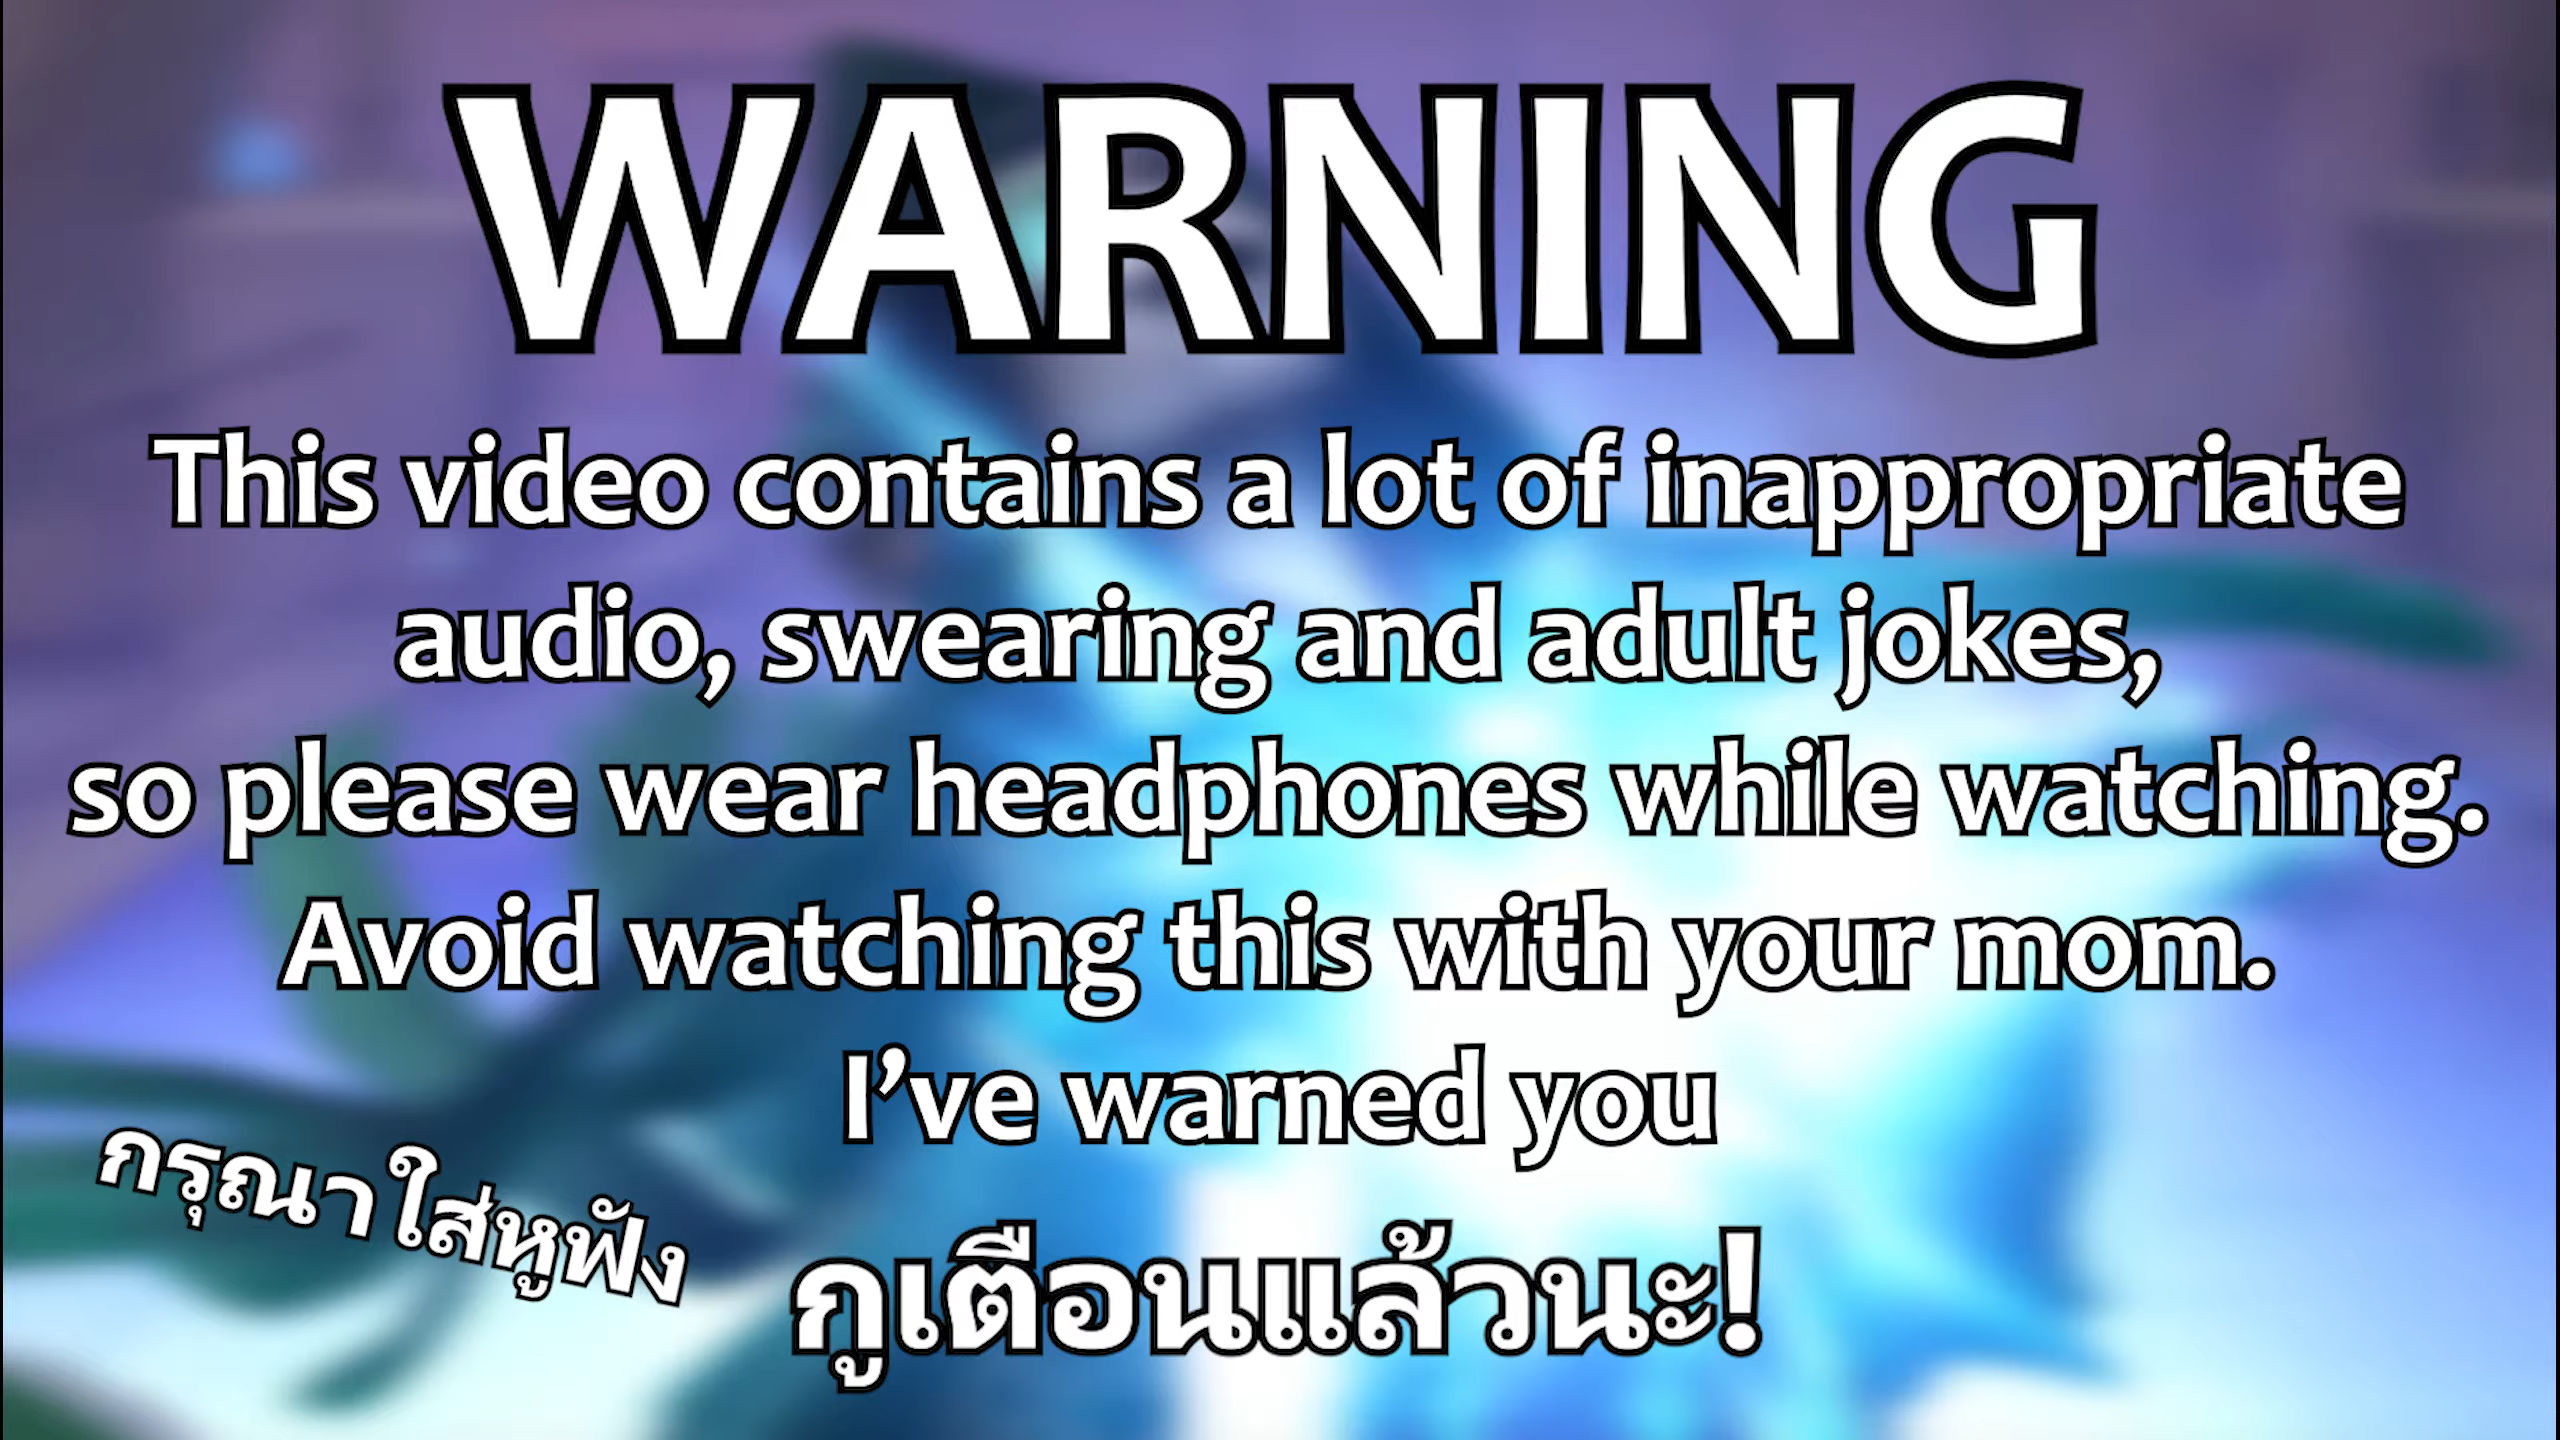 WARNING
This video contains a lot of inappropriate
audio, swearing and adult jokes,
so please wear headphones while watching.
Avoid watching this with your mom.
I’ve warned you
กรุณาใส่หูฟัง
กูเตือนแล้วนะ!